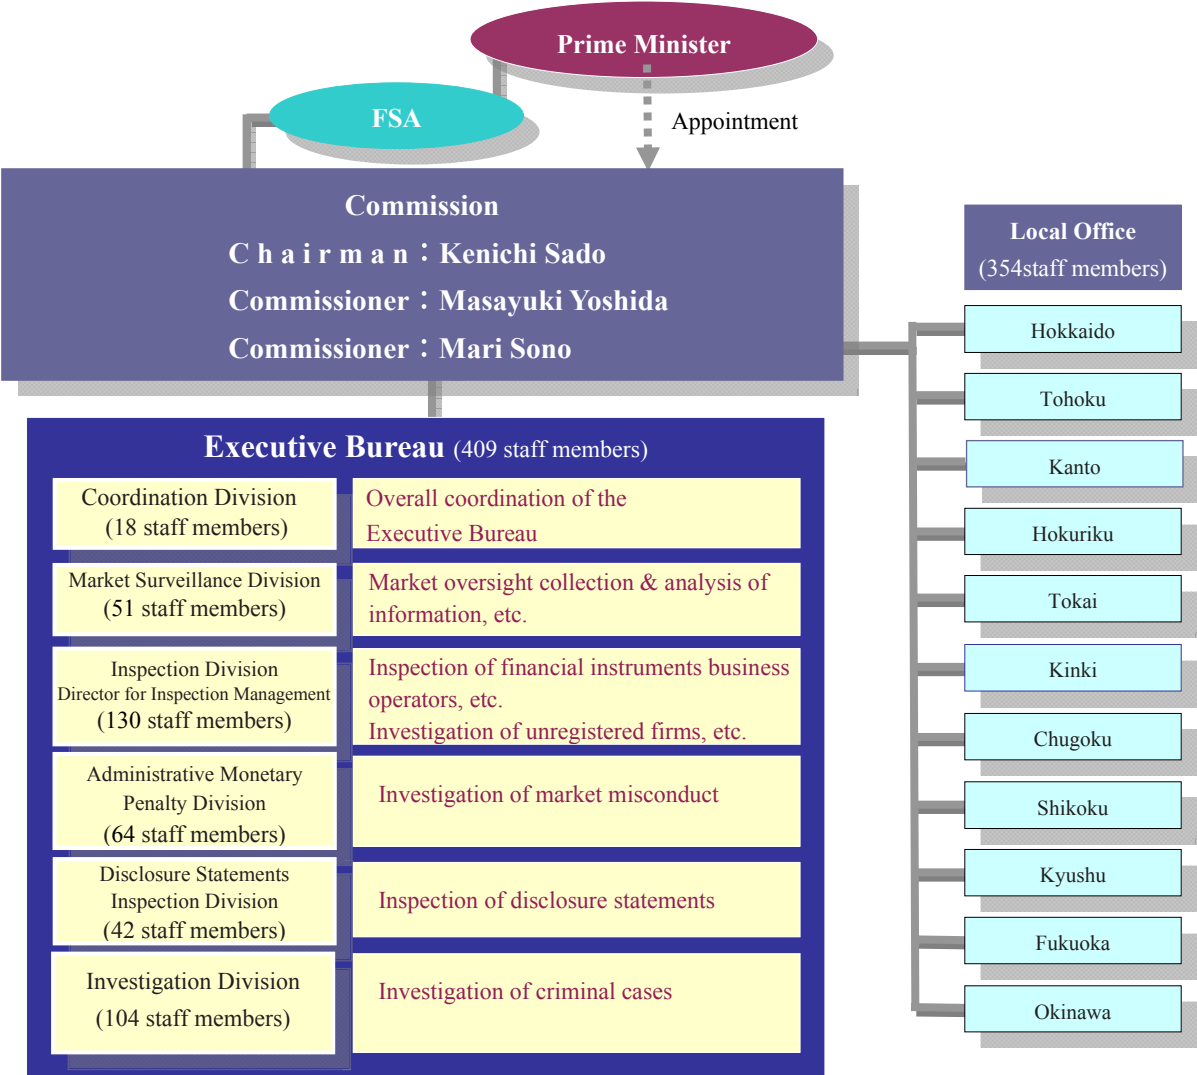 Prime Minister
FSA
Appointment
Commission
C h a i r m a n：Kenichi Sado
Commissioner：Masayuki Yoshida
Commissioner：Mari Sono
Executive Bureau (409 staff members)
Coordination Division
(18 staff members)
Overall coordination of the
Executive Bureau
Market Surveillance Division
(51 staff members)
Market oversight collection & analysis of
information, etc.
Inspection Division
Director for Inspection Management
(130 staff members)
Inspection of financial instruments business
operators, etc.
Investigation of unregistered firms, etc.
Administrative Monetary
Penalty Division
(64 staff members)
Investigation of market misconduct
Disclosure Statements
Inspection Division
(42 staff members)
Inspection of disclosure statements
Investigation Division
(104 staff members)
Investigation of criminal cases
Local Office
(354staff members)
Hokkaido
Tohoku
Kanto
Hokuriku
Tokai
Kinki
Chugoku
Shikoku
Kyushu
Fukuoka
Okinawa